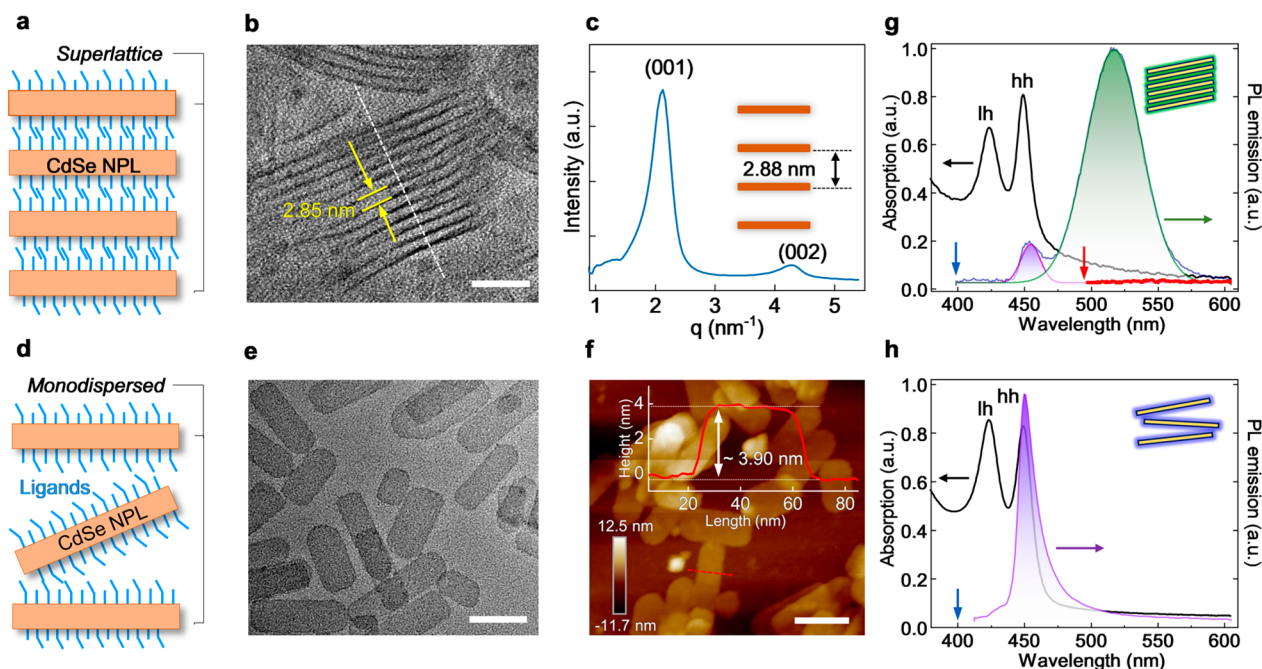 a
Superlattice
CdSe NPL
b
2.85 nm
c
Intensity (a.u.)
(001)
(002)
2.88 nm
1
2
3
4
5
q (nm⁻¹)
g
Absorption (a.u.)
1.0
0.8
0.6
0.4
0.2
0.0
lh
hh
PL emission (a.u.)
400
450
500
550
600
Wavelength (nm)
d
Monodispersed
Ligands
CdSe NPL
e
f
Height (nm)
4
2
0
~ 3.90 nm
20
40
60
80
Length (nm)
12.5 nm
-11.7 nm
h
Absorption (a.u.)
1.0
0.8
0.6
0.4
0.2
0.0
lh
hh
PL emission (a.u.)
400
450
500
550
600
Wavelength (nm)